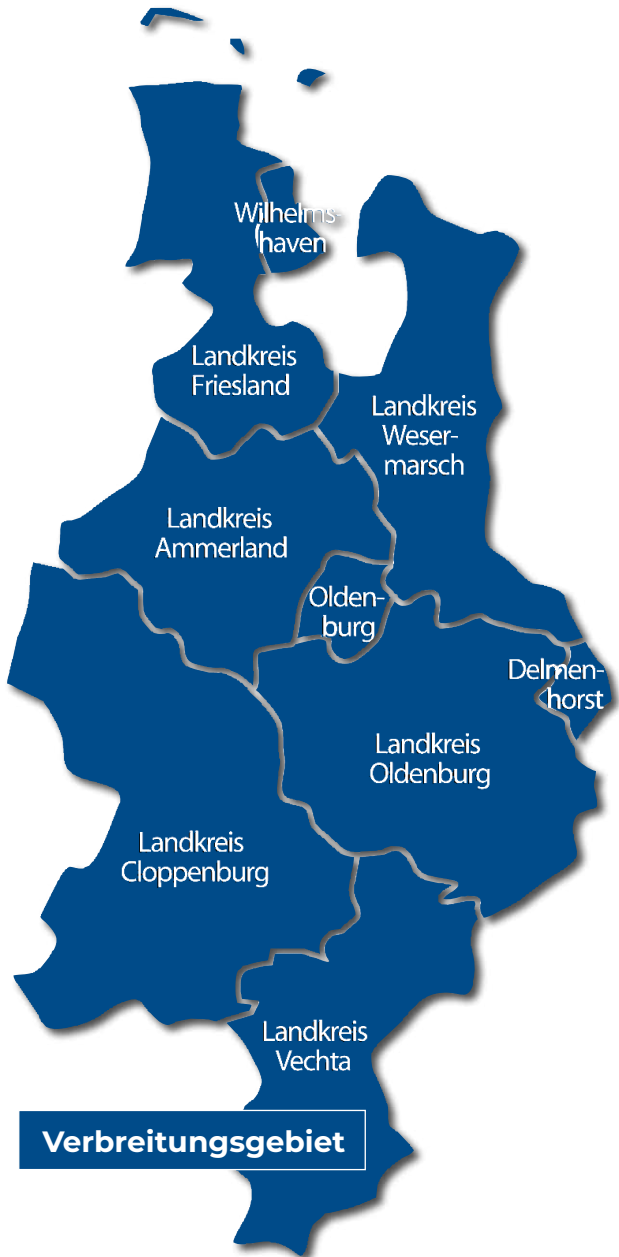 Wilhelms-
haven
Landkreis
Friesland
Landkreis
Weser-
marsch
Landkreis
Ammerland
Olden-
burg
Delmen-
horst
Landkreis
Oldenburg
Landkreis
Cloppenburg
Landkreis
Vechta
Verbreitungsgebiet